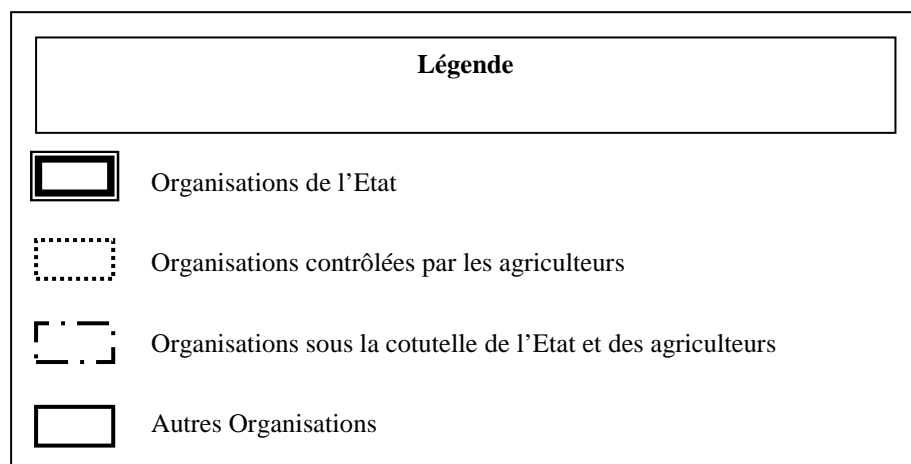 Légende
Organisations de l’Etat
Organisations contrôlées par les agriculteurs
Organisations sous la cotutelle de l’Etat et des agriculteurs
Autres Organisations